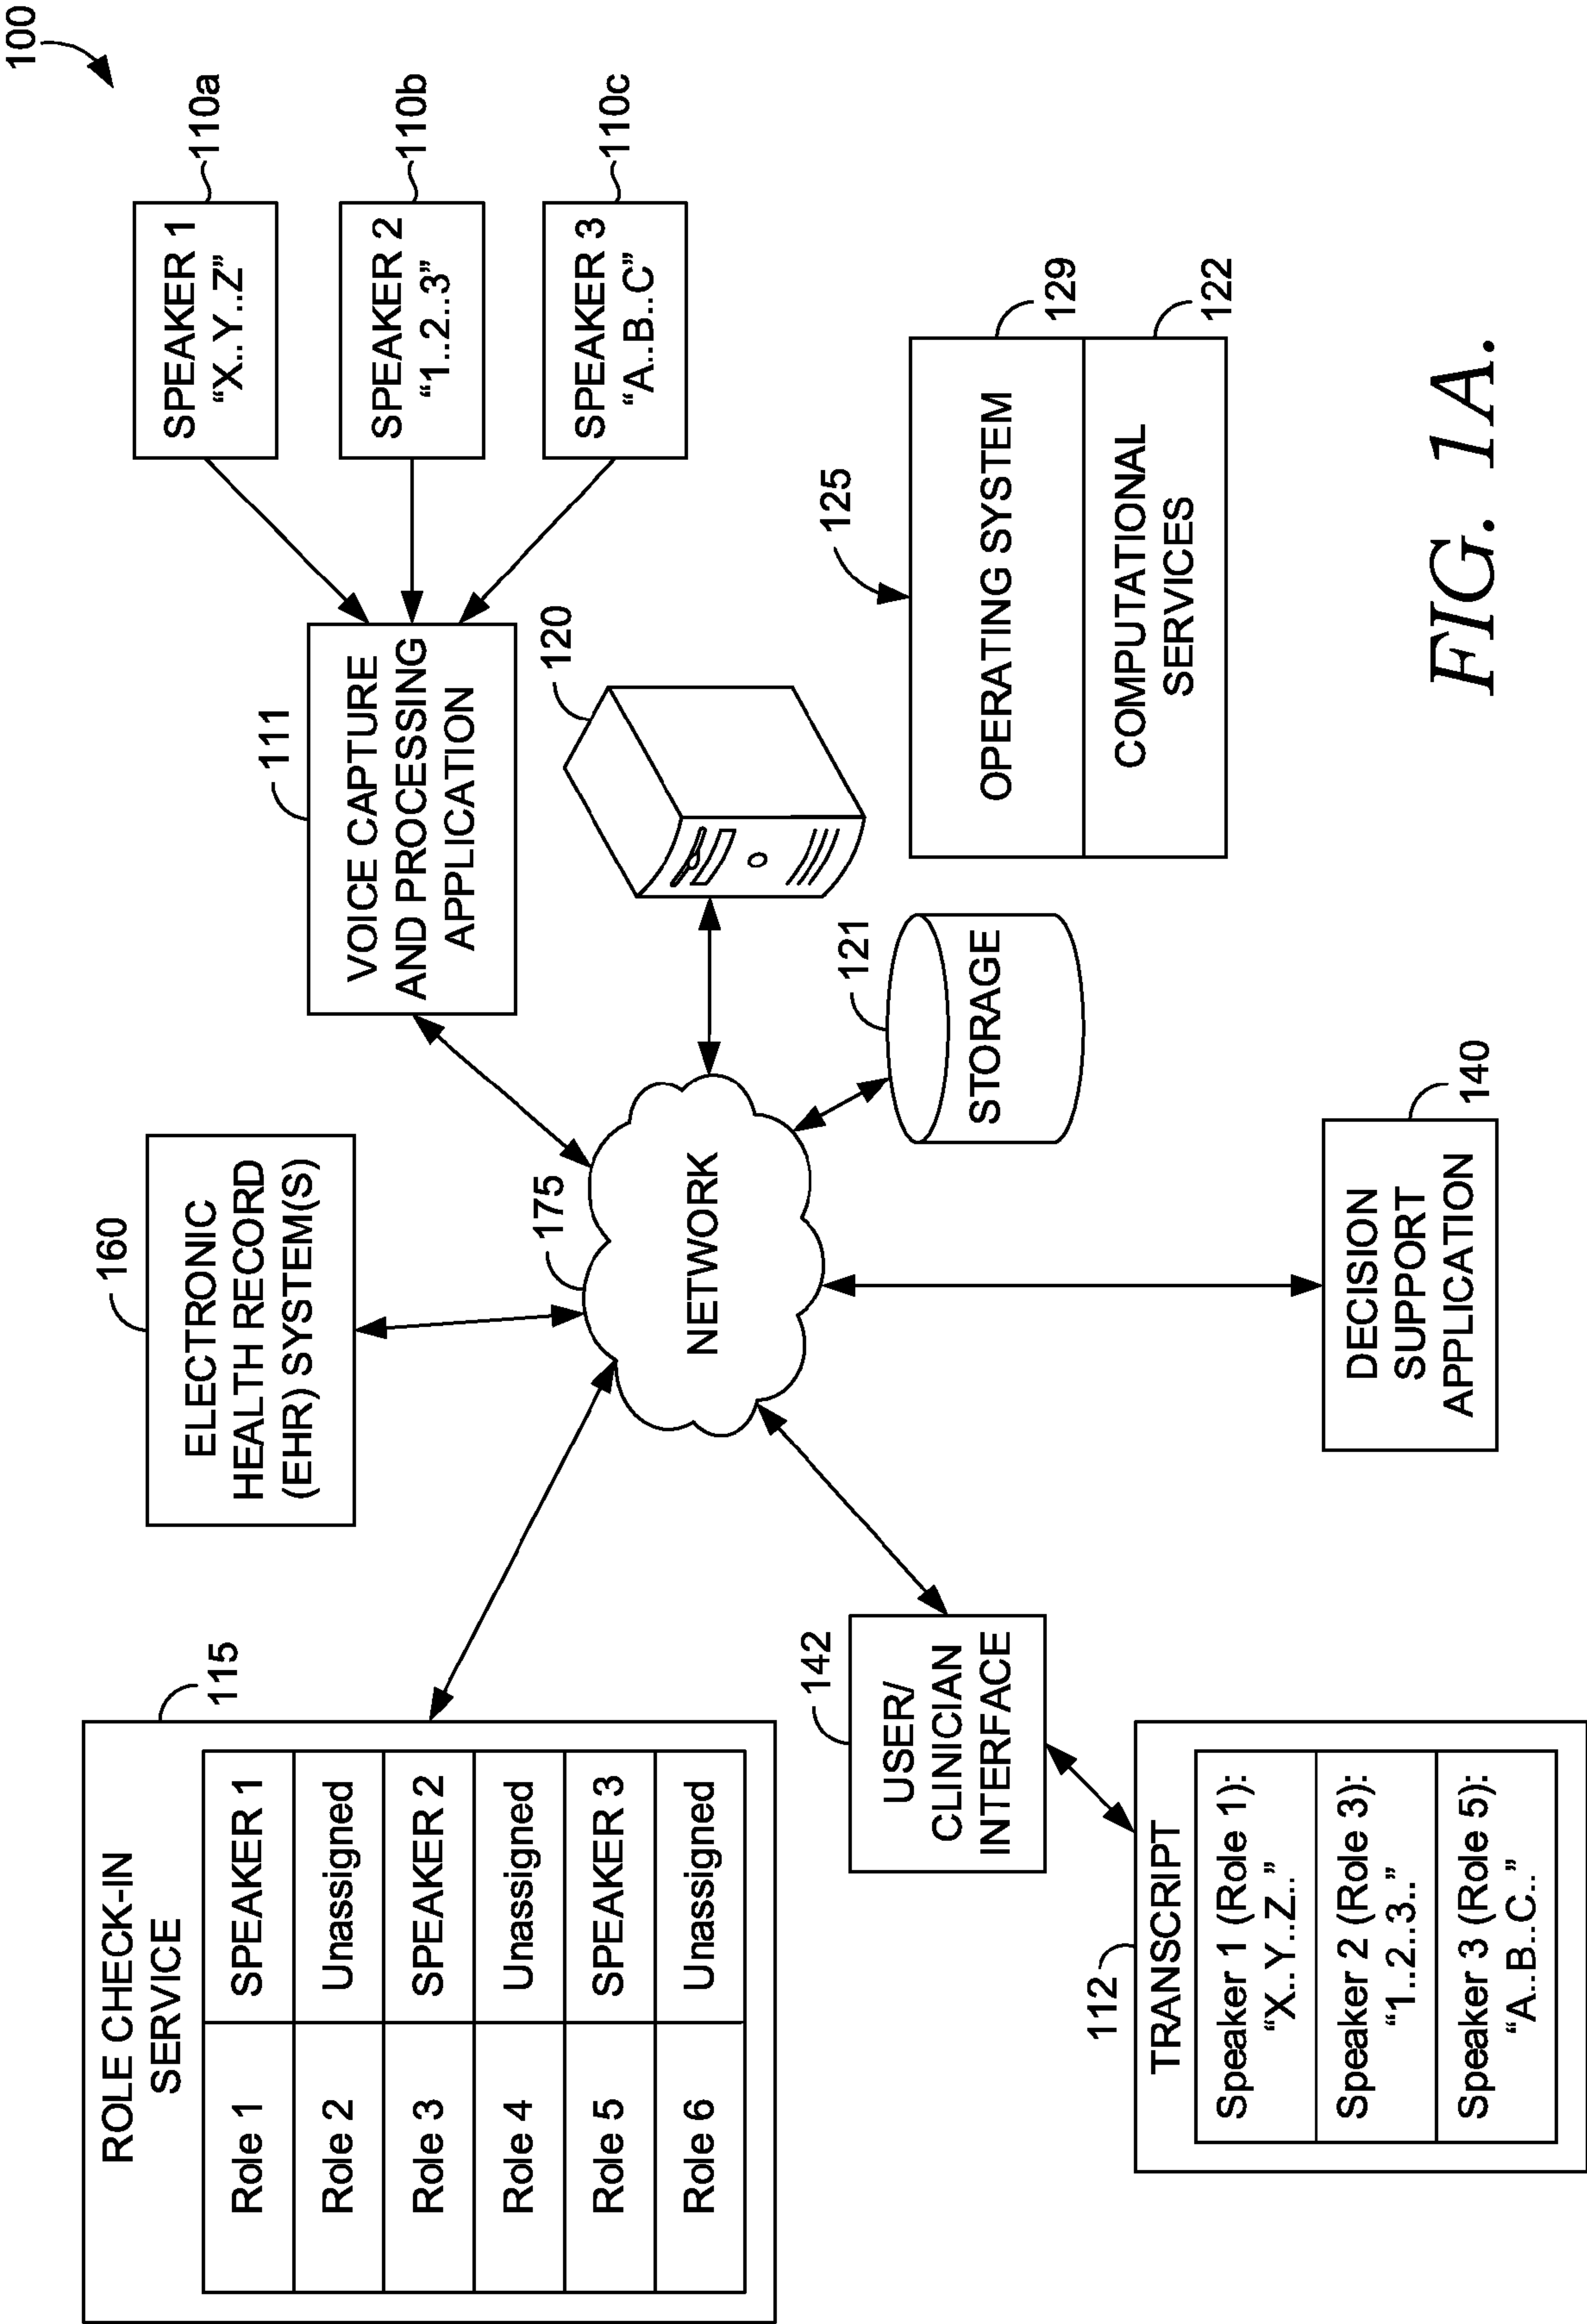 100
ROLE CHECK-IN
SERVICE
115
Role 1 SPEAKER 1
Role 2 Unassigned
Role 3 SPEAKER 2
Role 4 Unassigned
Role 5 SPEAKER 3
Role 6 Unassigned
160
ELECTRONIC
HEALTH RECORD
(EHR) SYSTEM(S)
111
VOICE CAPTURE
AND PROCESSING
APPLICATION
SPEAKER 1
“X..Y..Z”
110a
SPEAKER 2
“1..2..3”
110b
SPEAKER 3
“A..B..C”
110c
175
NETWORK
120
121
STORAGE
142
USER/
CLINICIAN
INTERFACE
112
TRANSCRIPT
Speaker 1 (Role 1):
“X..Y..Z..”
Speaker 2 (Role 3):
“1..2..3..”
Speaker 3 (Role 5):
“A..B..C..”
140
DECISION
SUPPORT
APPLICATION
125
OPERATING SYSTEM
129
COMPUTATIONAL
SERVICES
122
FIG. 1A.